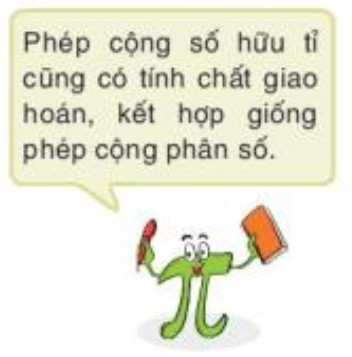 Phép cộng số hữu tỉ
cũng có tính chất giao
hoán, kết hợp giống
phép cộng phân số.